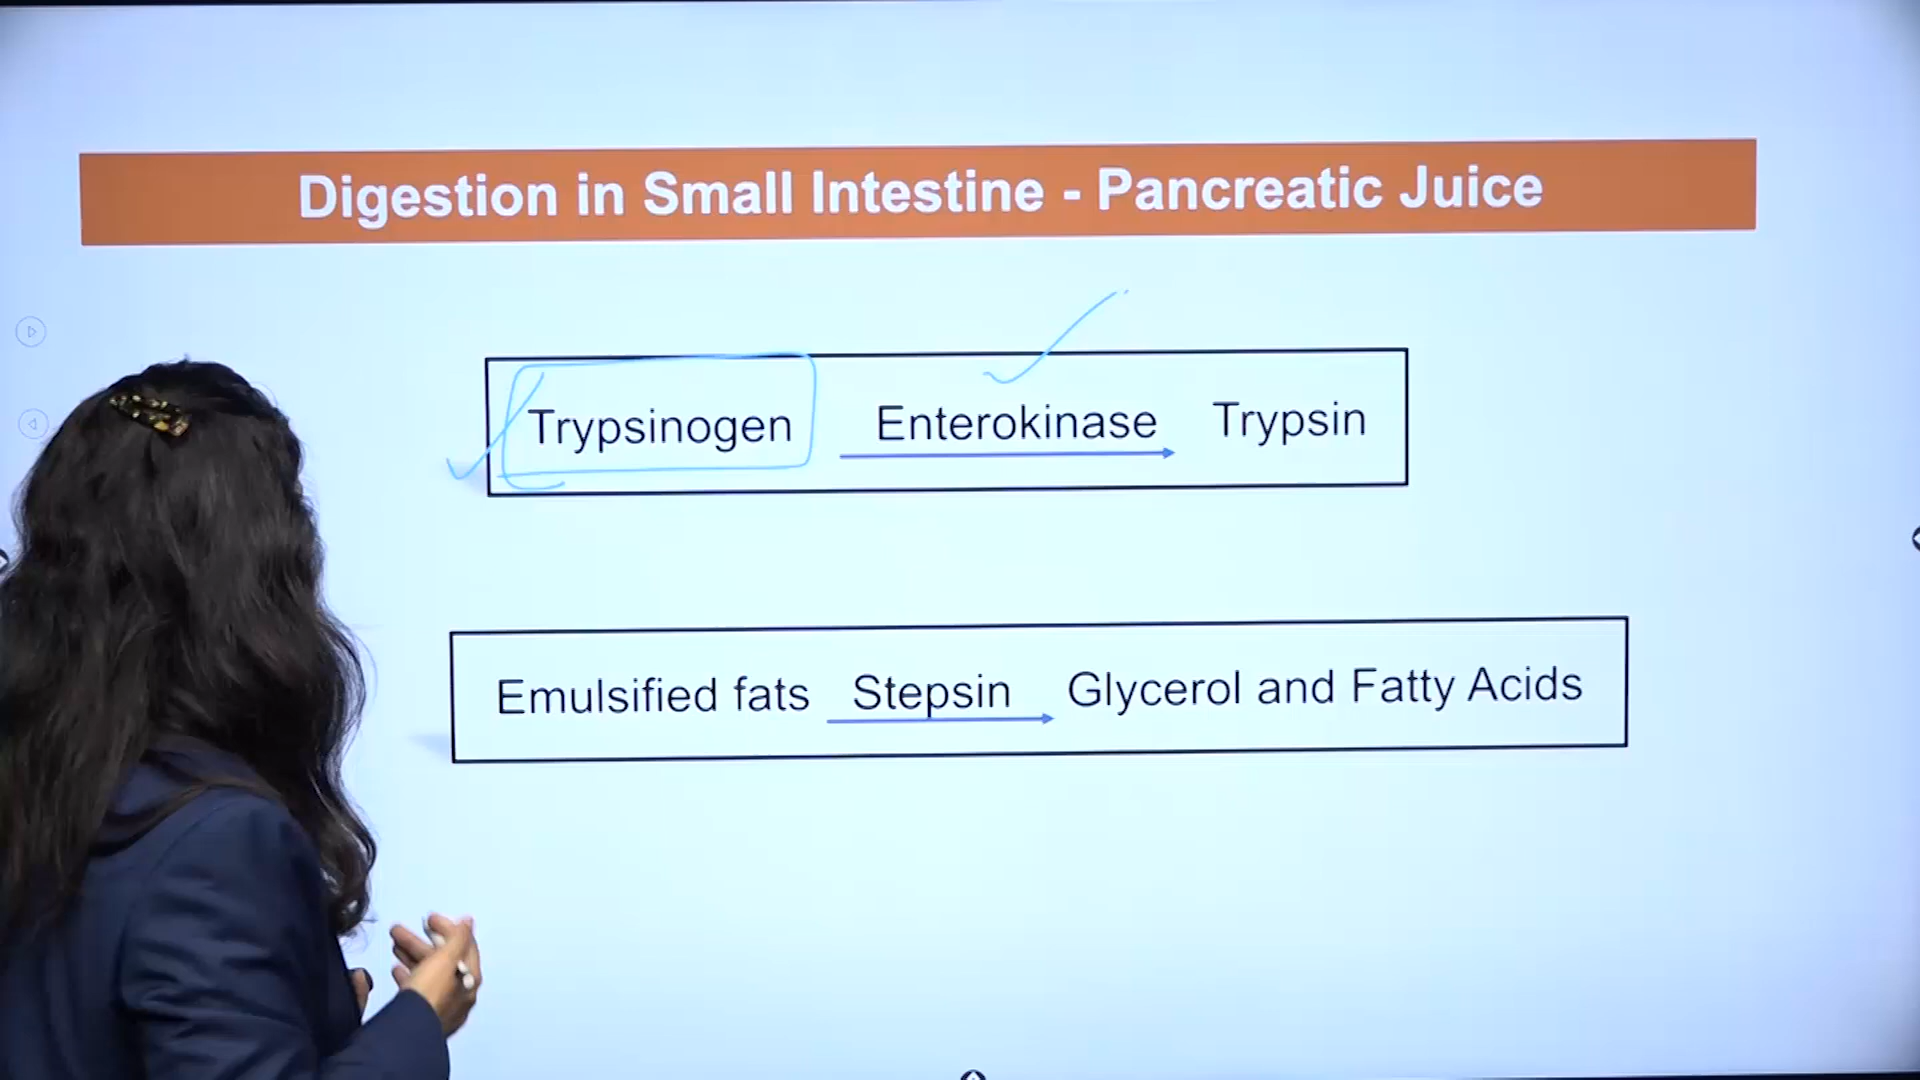 Digestion in Small Intestine - Pancreatic Juice
Trypsinogen Enterokinase Trypsin
Emulsified fats Stepsin Glycerol and Fatty Acids